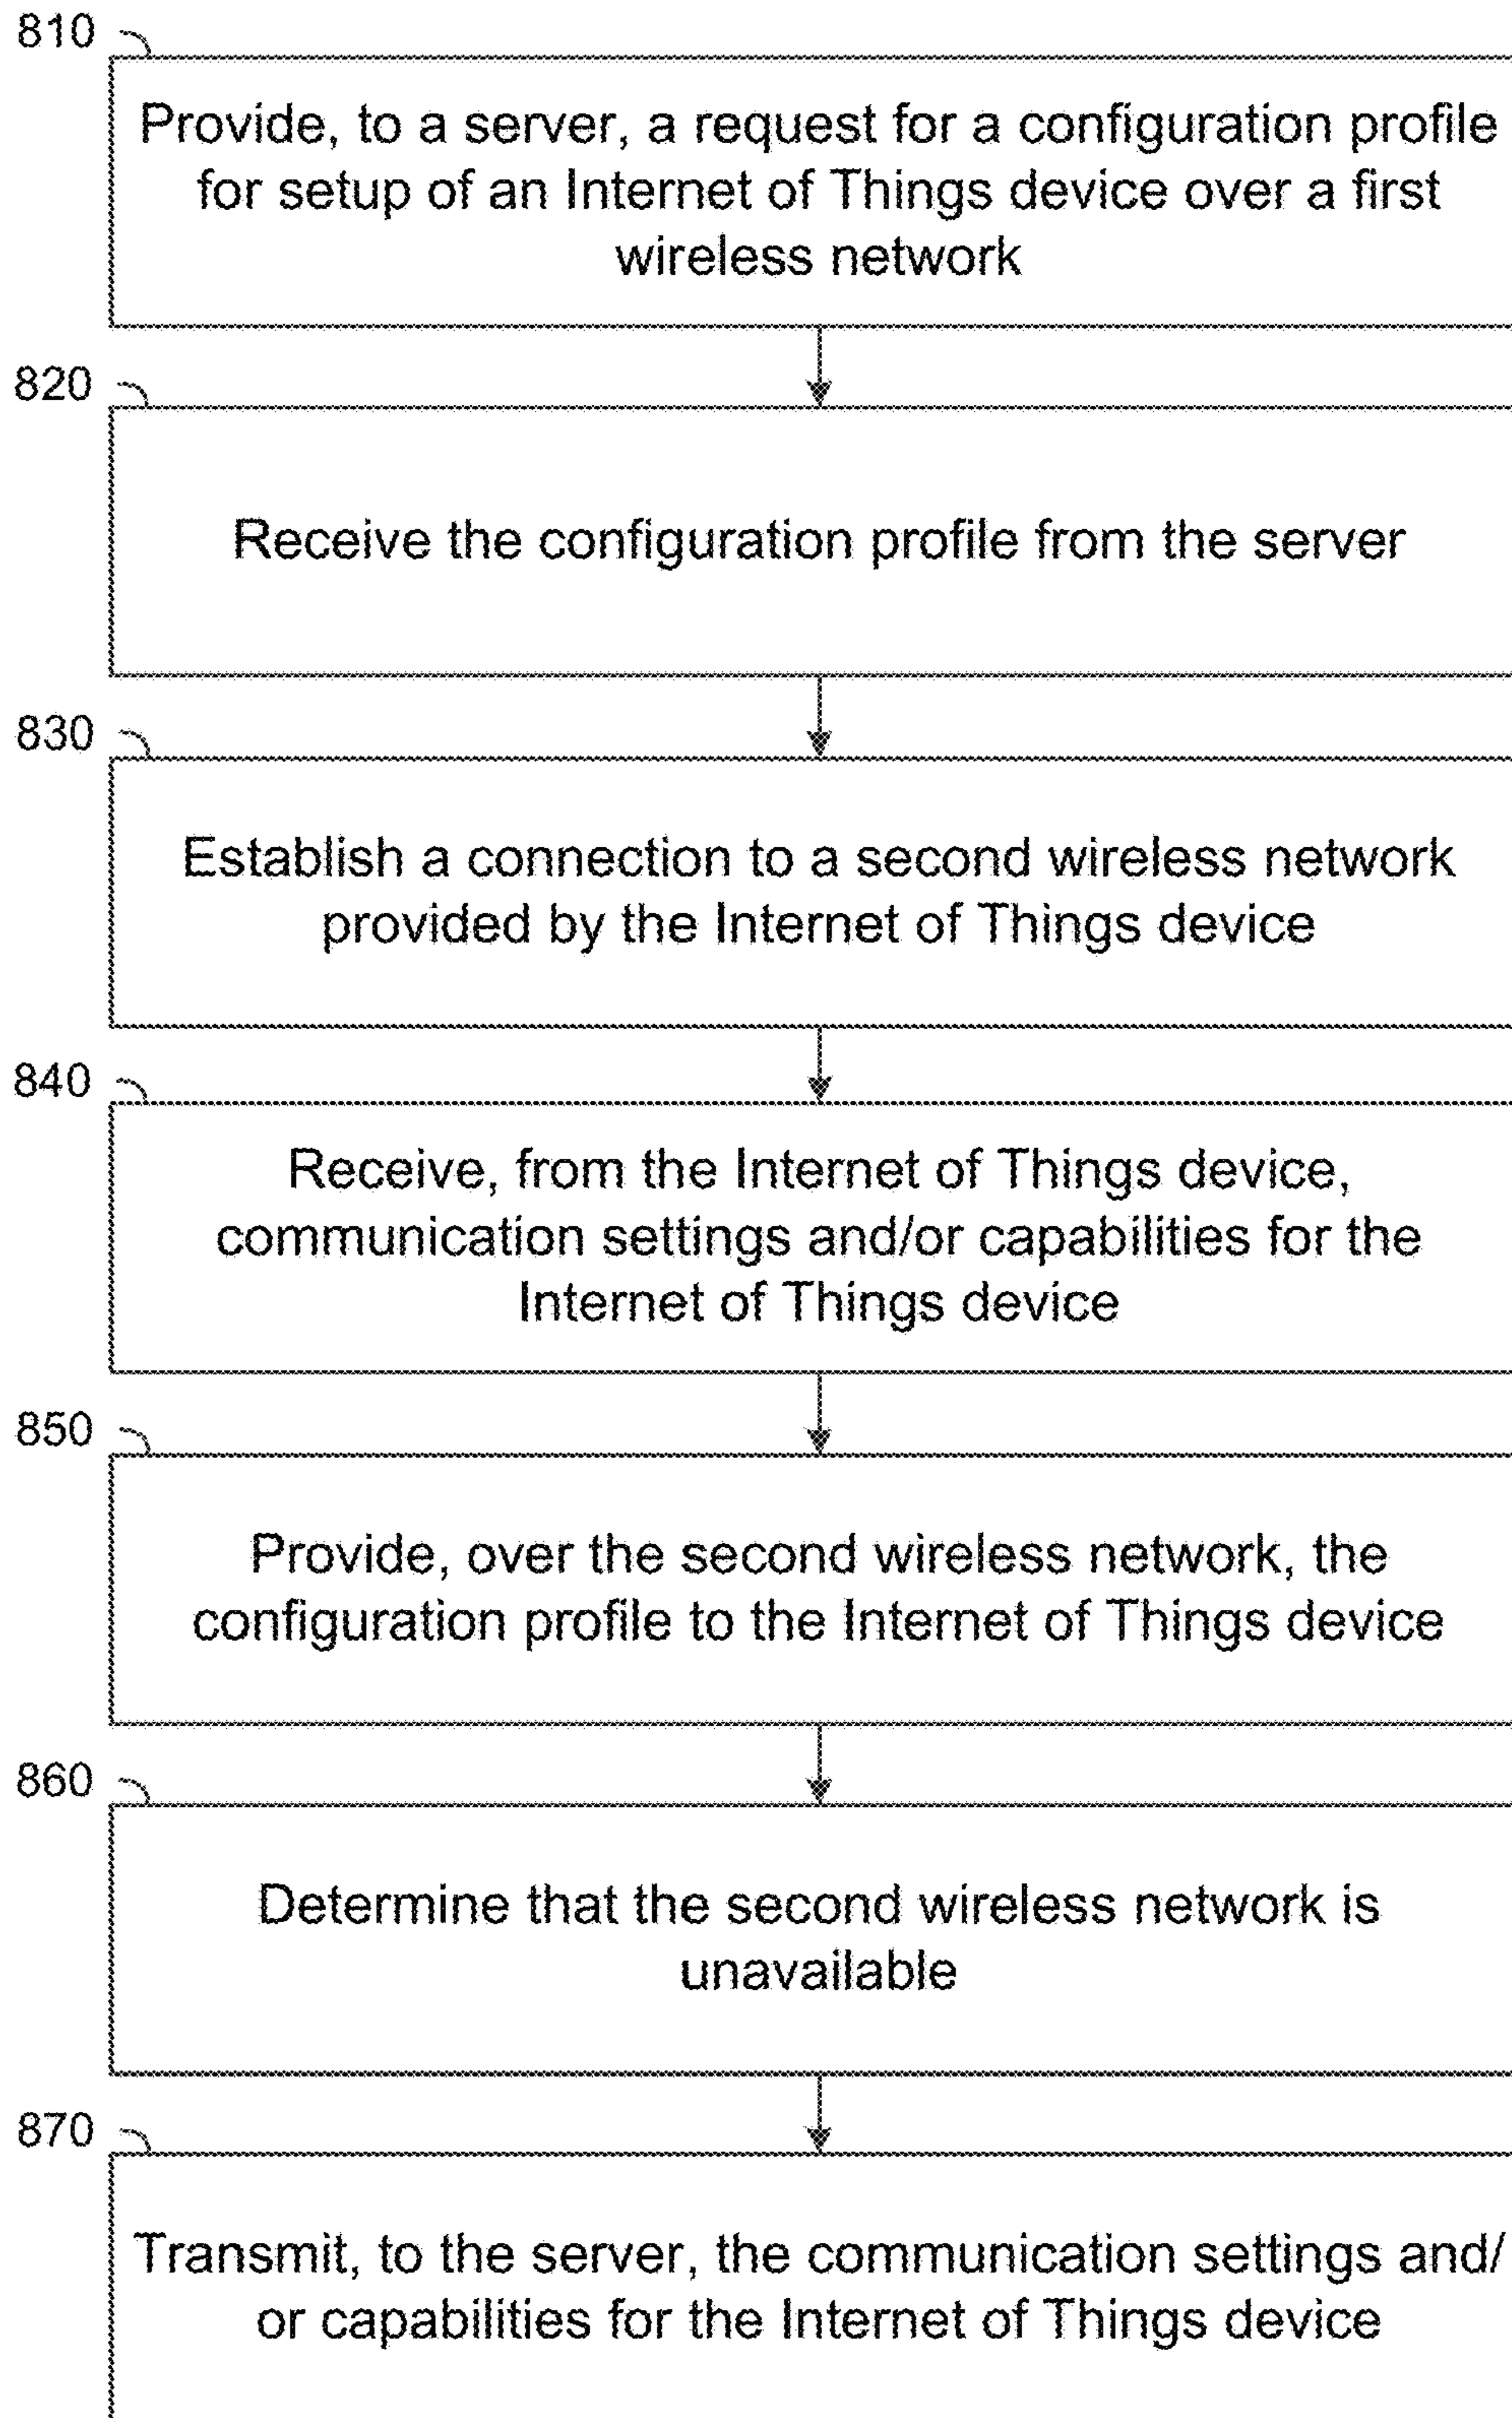 810
Provide, to a server, a request for a configuration profile
for setup of an Internet of Things device over a first
wireless network
820
Receive the configuration profile from the server
830
Establish a connection to a second wireless network
provided by the Internet of Things device
840
Receive, from the Internet of Things device,
communication settings and/or capabilities for the
Internet of Things device
850
Provide, over the second wireless network, the
configuration profile to the Internet of Things device
860
Determine that the second wireless network is
unavailable
870
Transmit, to the server, the communication settings and/
or capabilities for the Internet of Things device